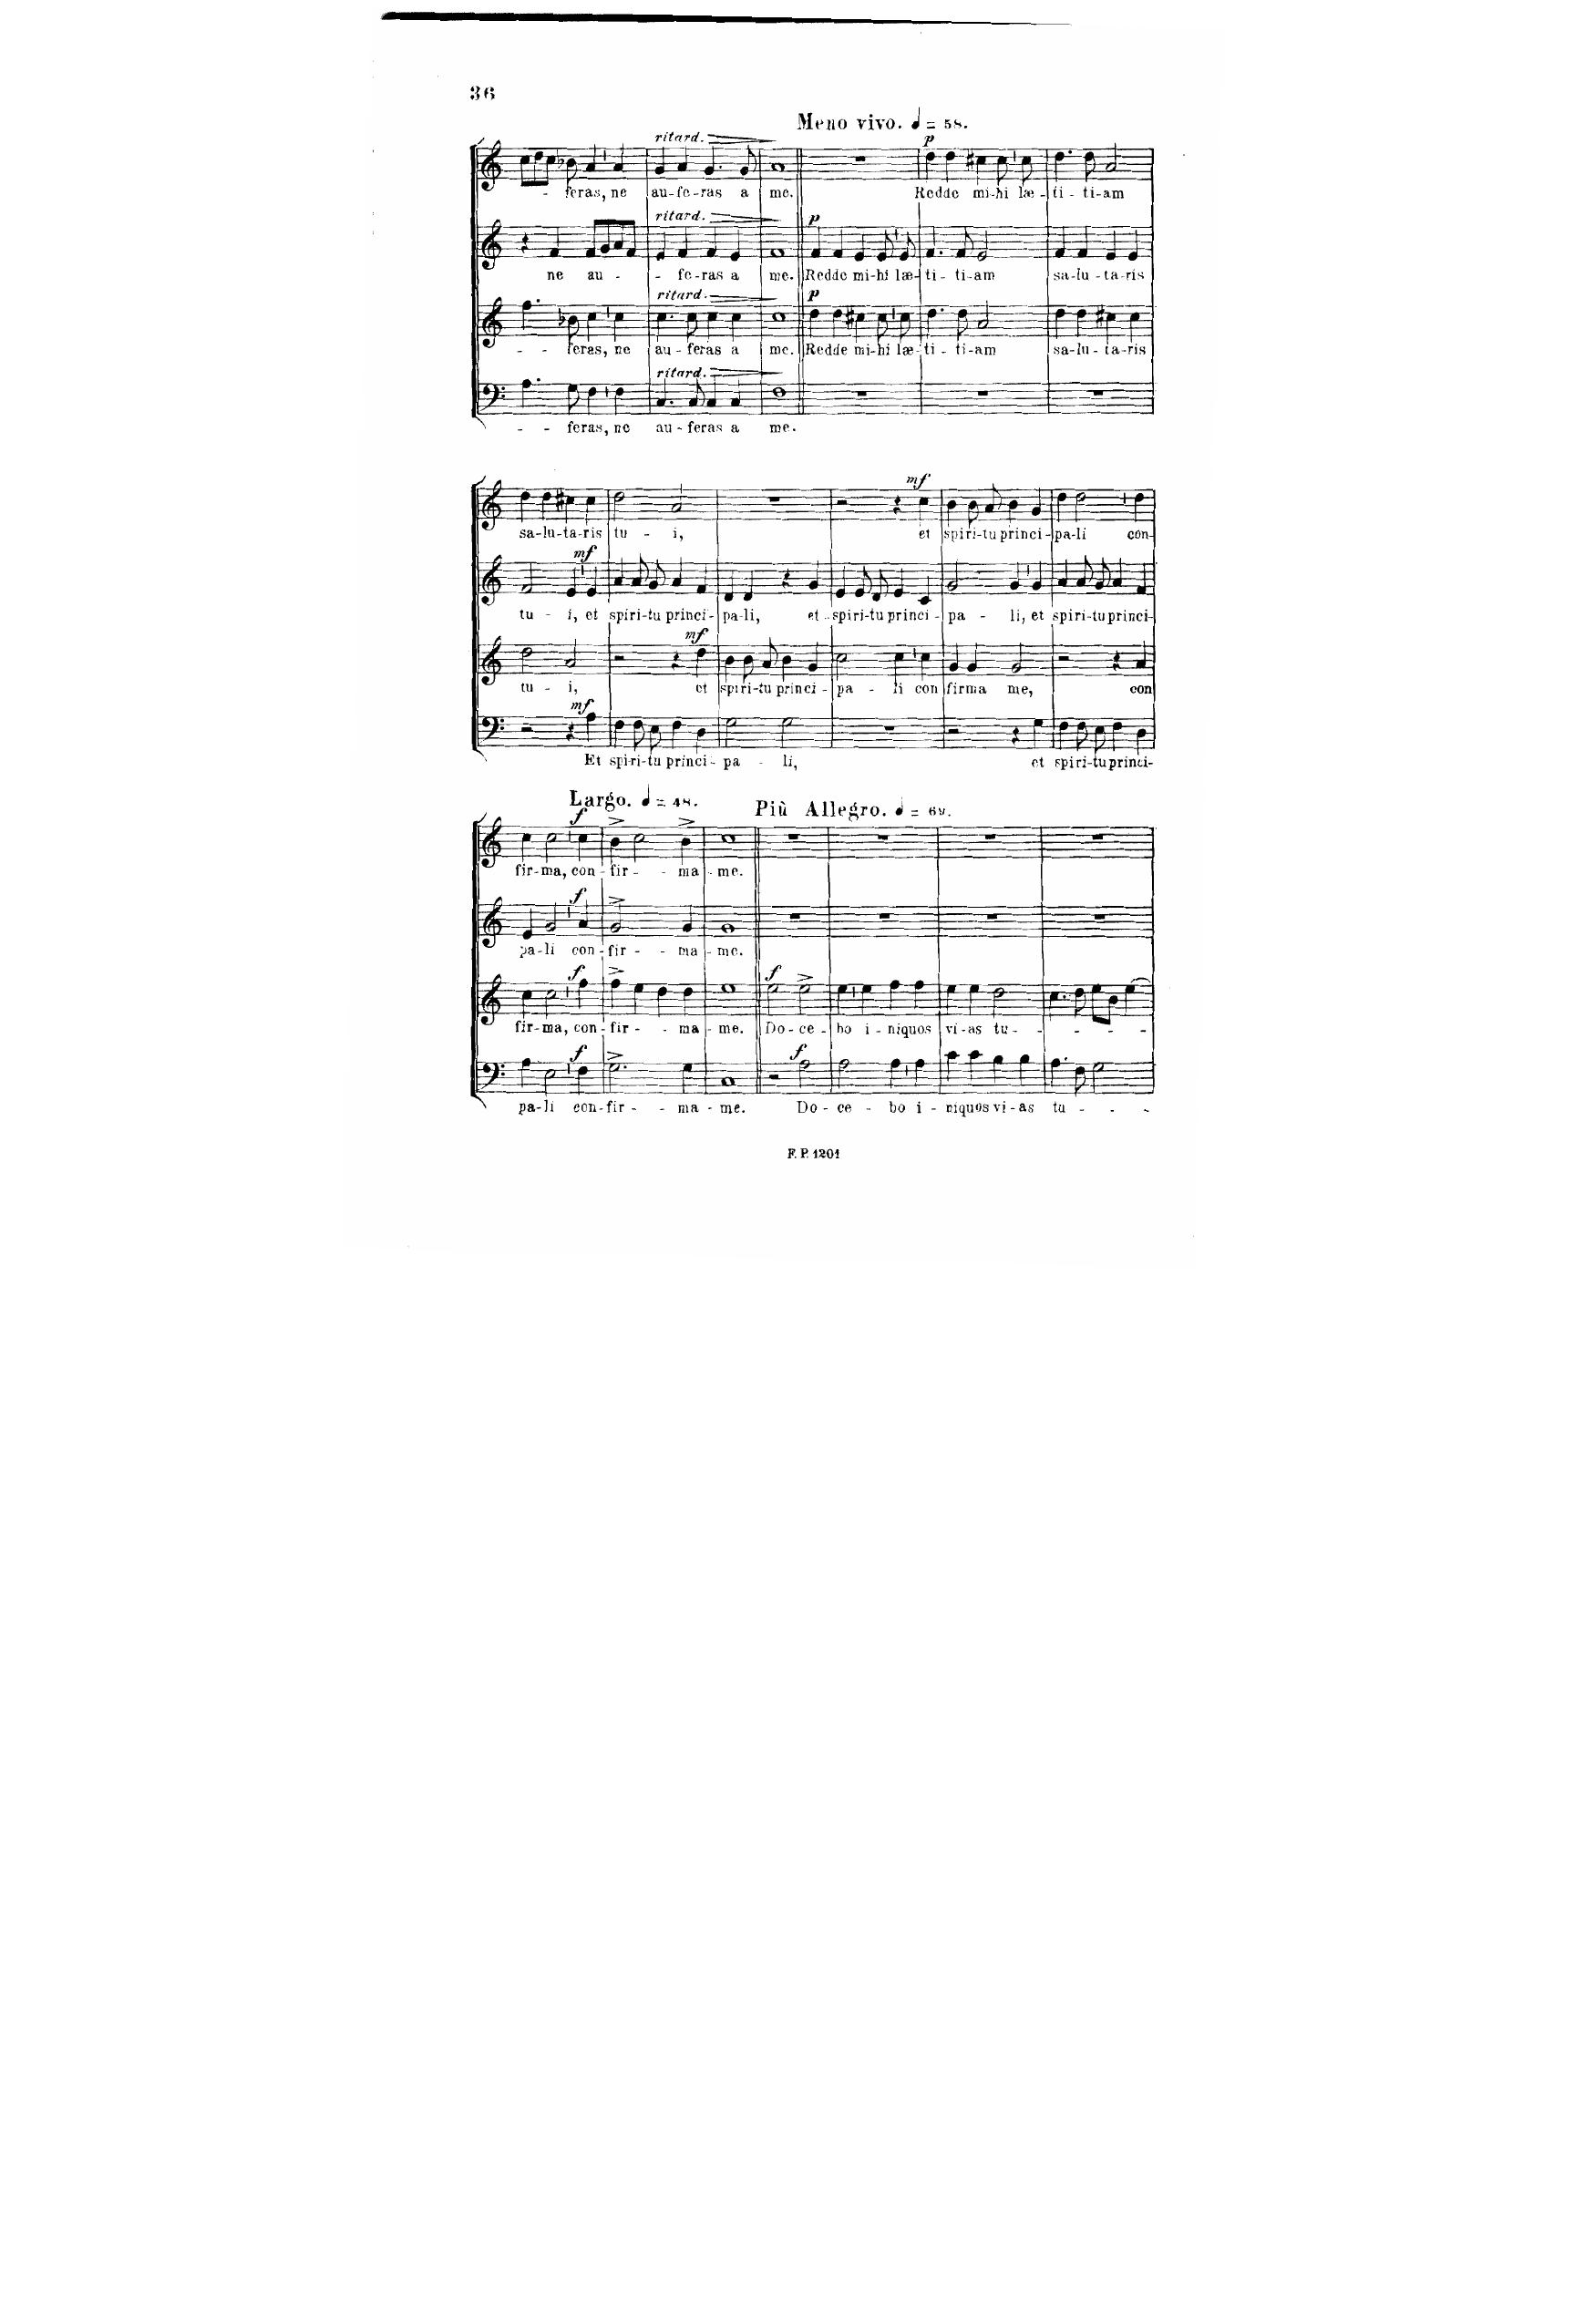 36
Meno vivo. = 58.
ritard. p
- feras, ne au-fe-ras a me. Redde mi-hi læ-ti-ti-am
ritard. p
ne au - - - fe-ras a me. Redde mi-hi læ-ti-ti-am sa-lu-ta-ris
ritard. p
- - feras, ne au-feras a me. Redde mi-hi læ-ti-ti-am sa-lu-ta-ris
ritard.
- - feras, ne au-feras a me.
mf
sa-lu-ta-ris tu - i, et spiri-tu princi-pa-li con-
mf
tu - i, et spiri-tu princi-pa-li, et spiri-tu princi-pa - li, et spiri-tu princi-
mf
tu - i, et spiri-tu princi-pa - li con firma me, con
mf
Et spi-ri-tu princi-pa - li, et spiri-tu princi-
Largo. = 48. Più Allegro. = 69.
f
fir-ma, con-fir - - ma - me.
f
pa-li con-fir - - ma - me.
f f
fir-ma, con-fir - - ma - me. Do-ce-bo i-niquos vi-as tu - - - -
f f
pa-li con-fir - - ma - me. Do-ce - bo i-niquos vi-as tu - - -
F. P. 1201